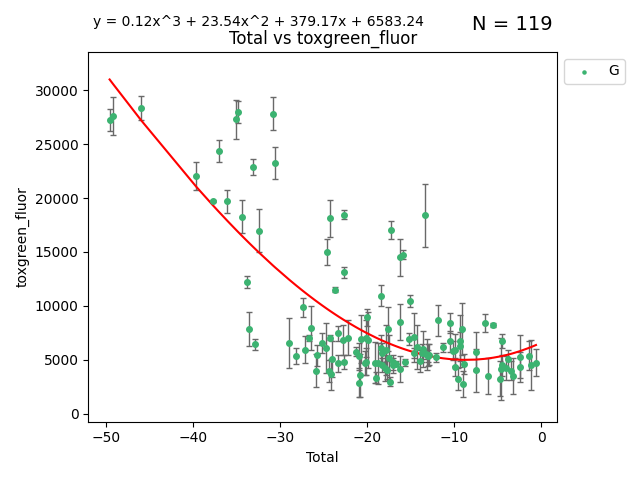 y = 0.12x^3 + 23.54x^2 + 379.17x + 6583.24
N = 119
Total vs toxgreen_fluor
G
30000
25000
20000
15000
10000
5000
0
toxgreen_fluor
−50
−40
−30
−20
−10
0
Total